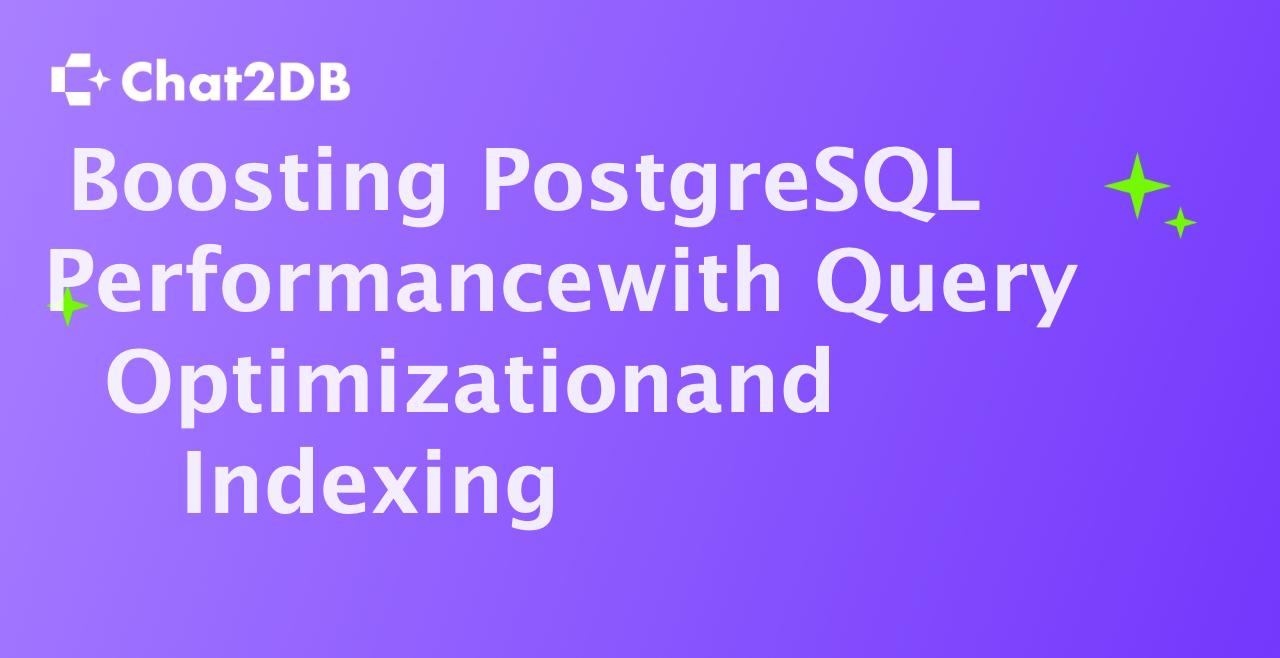 Chat2DB
Boosting PostgreSQL
Performancewith Query
Optimizationand
Indexing